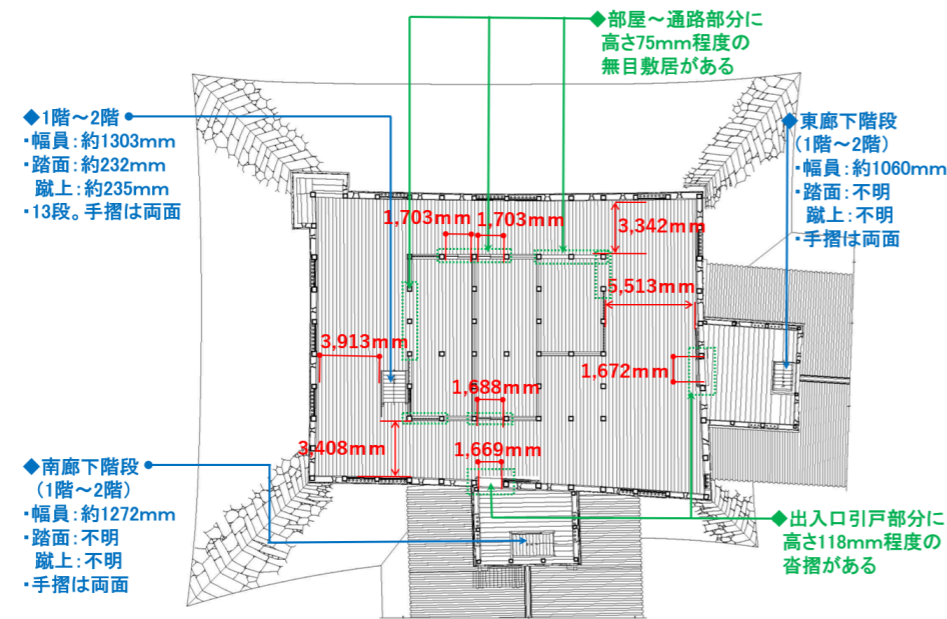 ◆部屋～通路部分に
高さ75mm程度の
無目敷居がある
◆1階～2階
・幅員：約1303mm
・踏面：約232mm
蹴上：約235mm
・13段。手摺は両面
◆東廊下階段
（1階～2階）
・幅員：約1060mm
・踏面：不明
蹴上：不明
・手摺は両面
1,703mm
1,703mm
3,342mm
5,513mm
3,913mm
1,672mm
1,688mm
3,408mm
1,669mm
◆南廊下階段
（1階～2階）
・幅員：約1272mm
・踏面：不明
蹴上：不明
・手摺は両面
◆出入口引戸部分に
高さ118mm程度の
沓摺がある